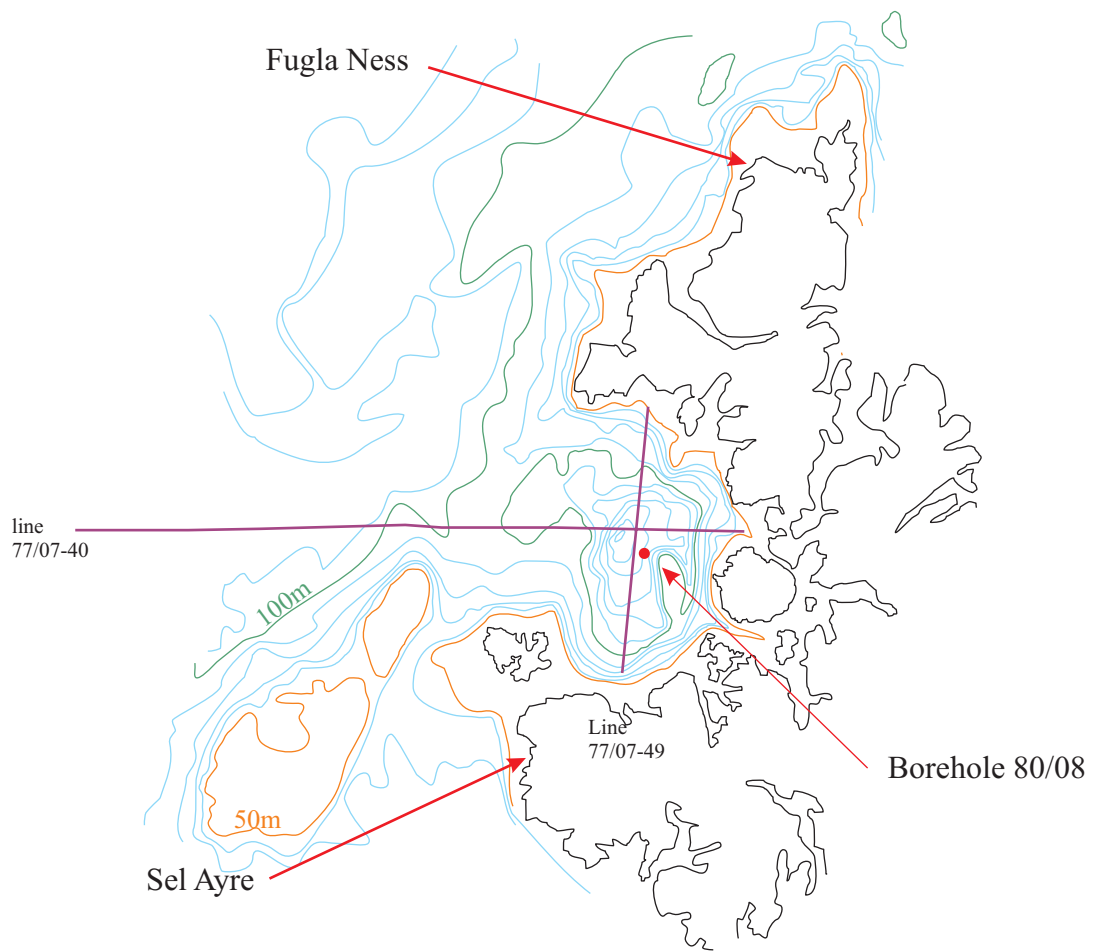 Fugla Ness
line
77/07-40
100m
Line
77/07-49
Borehole 80/08
50m
Sel Ayre